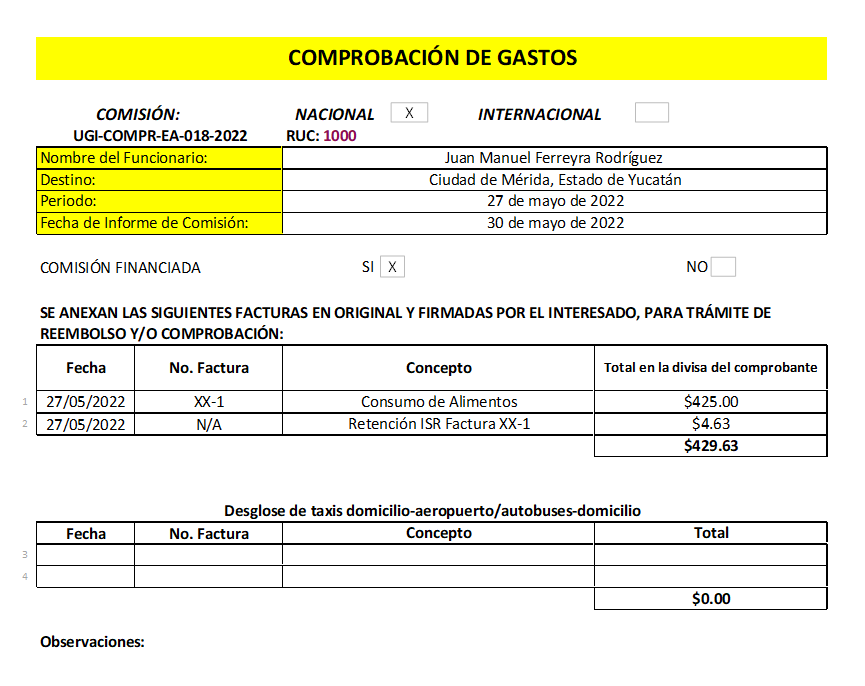 COMPROBACIÓN DE GASTOS
COMISIÓN: NACIONAL X INTERNACIONAL
UGI-COMPR-EA-018-2022 RUC: 1000
Nombre del Funcionario: Juan Manuel Ferreyra Rodríguez
Destino: Ciudad de Mérida, Estado de Yucatán
Periodo: 27 de mayo de 2022
Fecha de Informe de Comisión: 30 de mayo de 2022
COMISIÓN FINANCIADA SI X NO
SE ANEXAN LAS SIGUIENTES FACTURAS EN ORIGINAL Y FIRMADAS POR EL INTERESADO, PARA TRÁMITE DE
REEMBOLSO Y/O COMPROBACIÓN:
Fecha No. Factura Concepto Total en la divisa del comprobante
1 27/05/2022 XX-1 Consumo de Alimentos $425.00
2 27/05/2022 N/A Retención ISR Factura XX-1 $4.63
$429.63
Desglose de taxis domicilio-aeropuerto/autobuses-domicilio
Fecha No. Factura Concepto Total
3
4
$0.00
Observaciones: